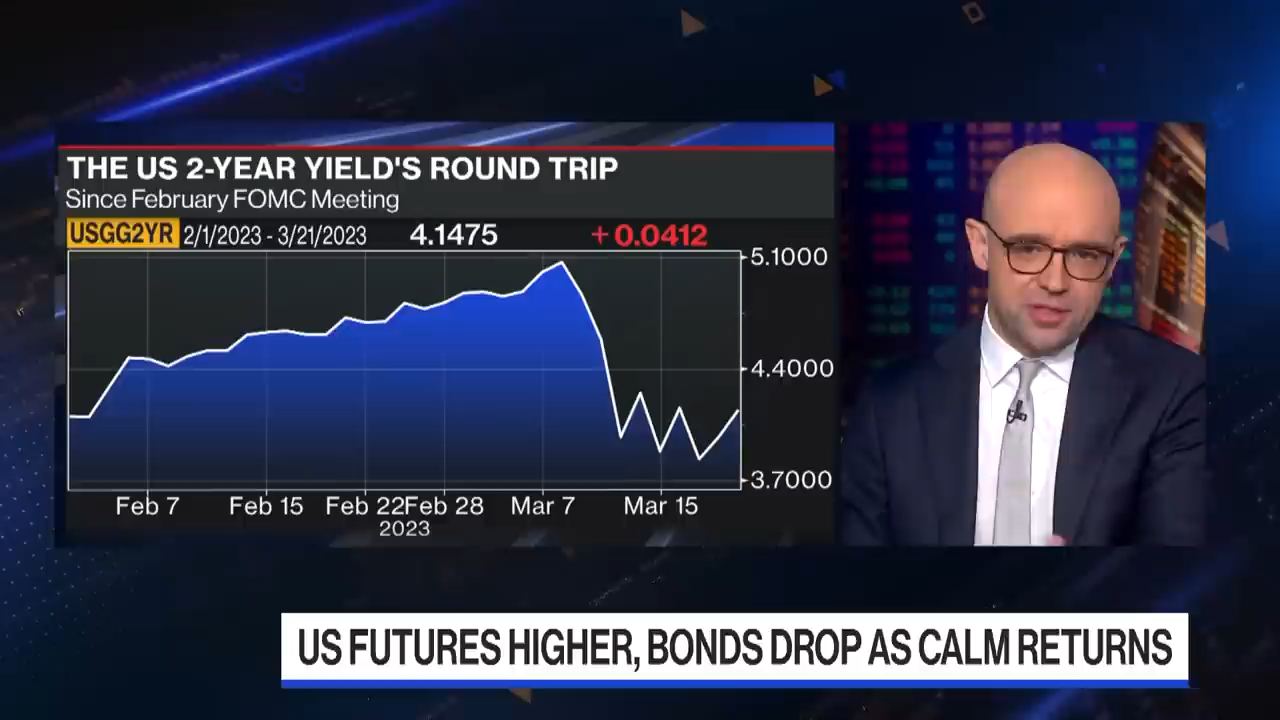 THE US 2-YEAR YIELD'S ROUND TRIP
Since February FOMC Meeting
USGG2YR 2/1/2023 - 3/21/2023 4.1475 +0.0412
5.1000
4.4000
3.7000
Feb 7 Feb 15 Feb 22 Feb 28 Mar 7 Mar 15
2023
US FUTURES HIGHER, BONDS DROP AS CALM RETURNS